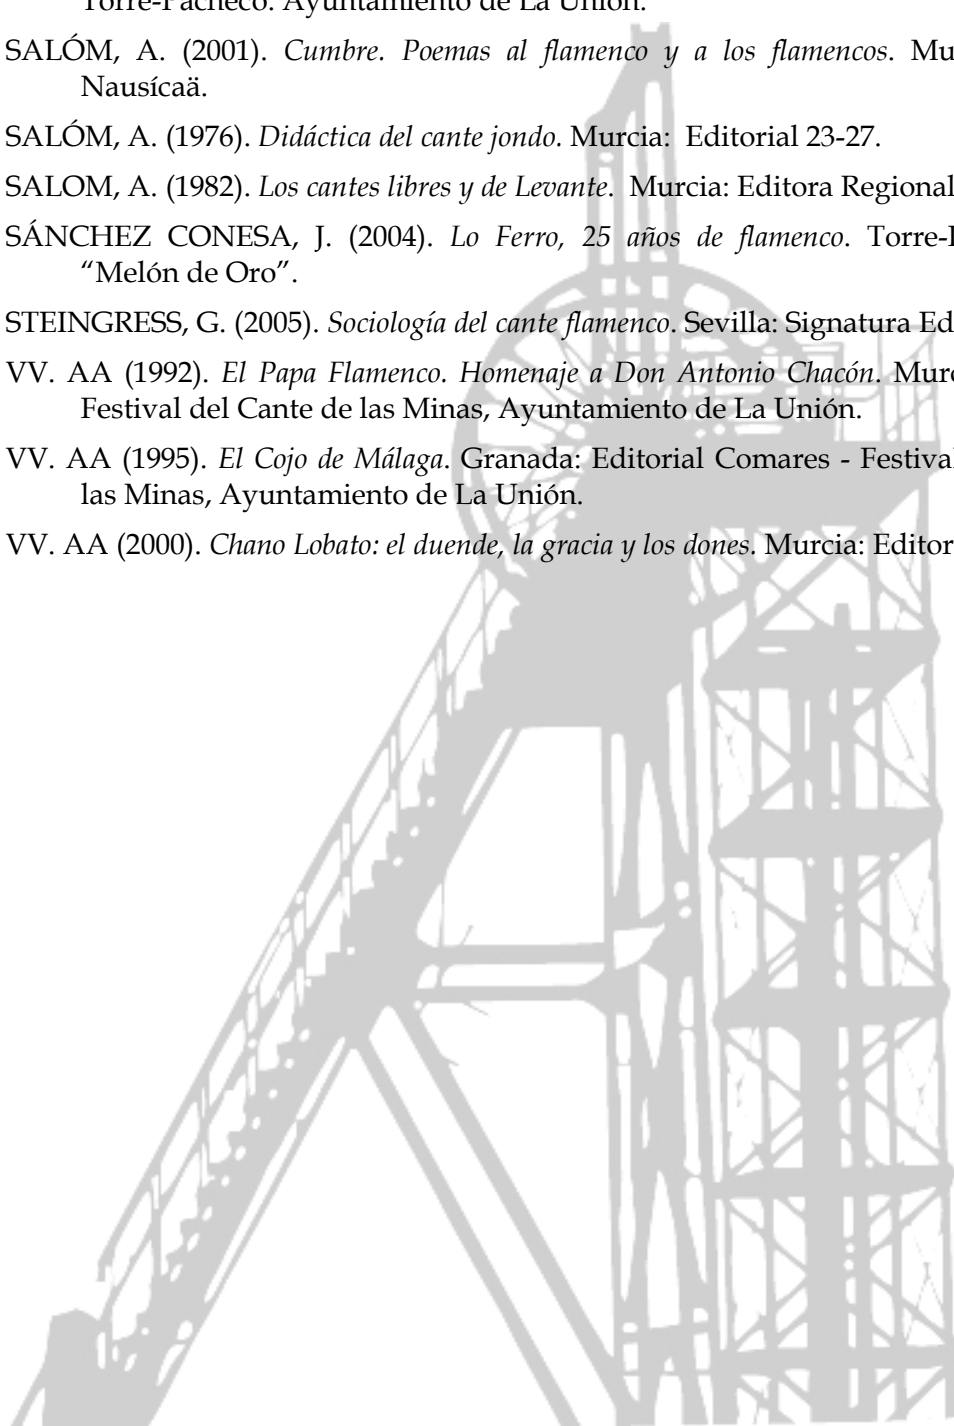 Torre-Pacheco. Ayuntamiento de La Unión.
SALÓM, A. (2001). Cumbre. Poemas al flamenco y a los flamencos. Mu
Nausícaä.
SALÓM, A. (1976). Didáctica del cante jondo. Murcia: Editorial 23-27.
SALOM, A. (1982). Los cantes libres y de Levante. Murcia: Editora Regional
SÁNCHEZ CONESA, J. (2004). Lo Ferro, 25 años de flamenco. Torre-
“Melón de Oro”.
STEINGRESS, G. (2005). Sociología del cante flamenco. Sevilla: Signatura Ed
VV. AA (1992). El Papa Flamenco. Homenaje a Don Antonio Chacón. Murc
Festival del Cante de las Minas, Ayuntamiento de La Unión.
VV. AA (1995). El Cojo de Málaga. Granada: Editorial Comares - Festival
las Minas, Ayuntamiento de La Unión.
VV. AA (2000). Chano Lobato: el duende, la gracia y los dones. Murcia: Editor